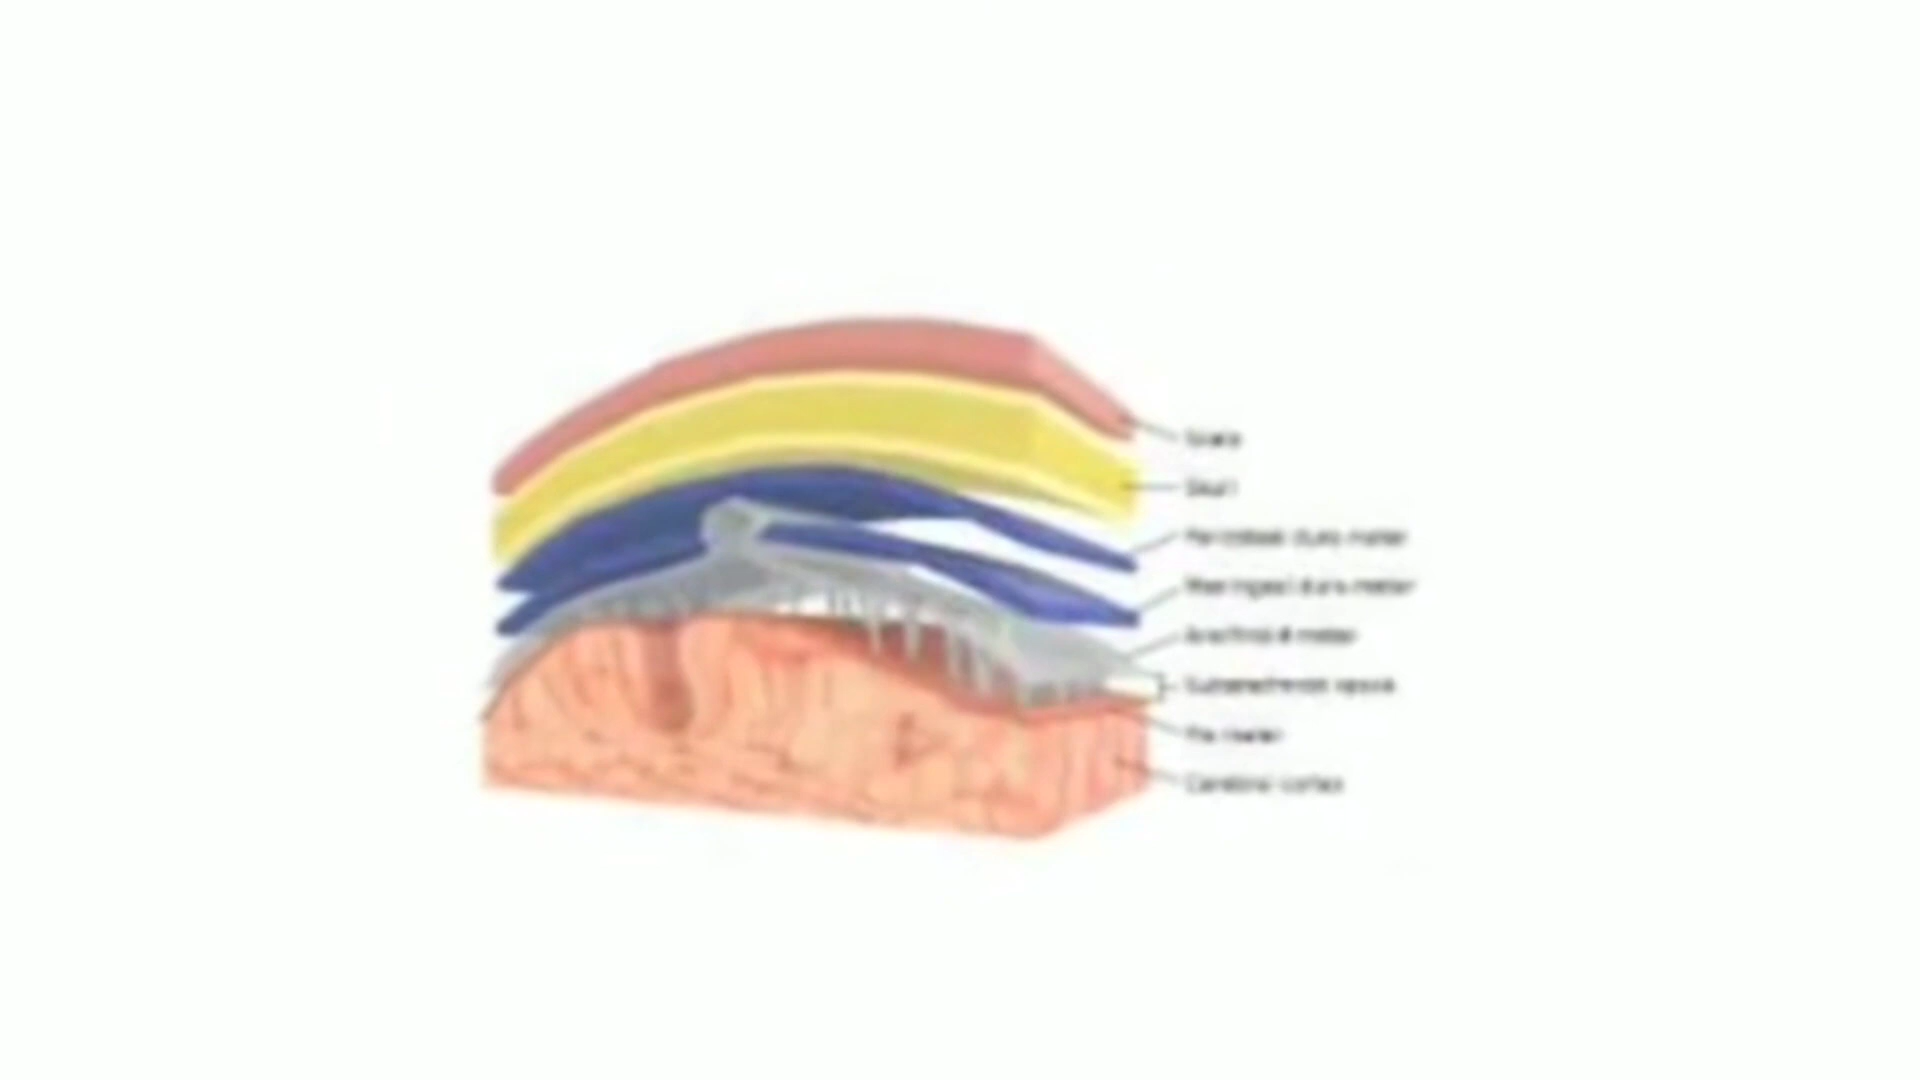 Scalp
Skull
Periosteal dura mater
Meningeal dura mater
Arachnoid mater
Subarachnoid space
Pia mater
Cerebral cortex